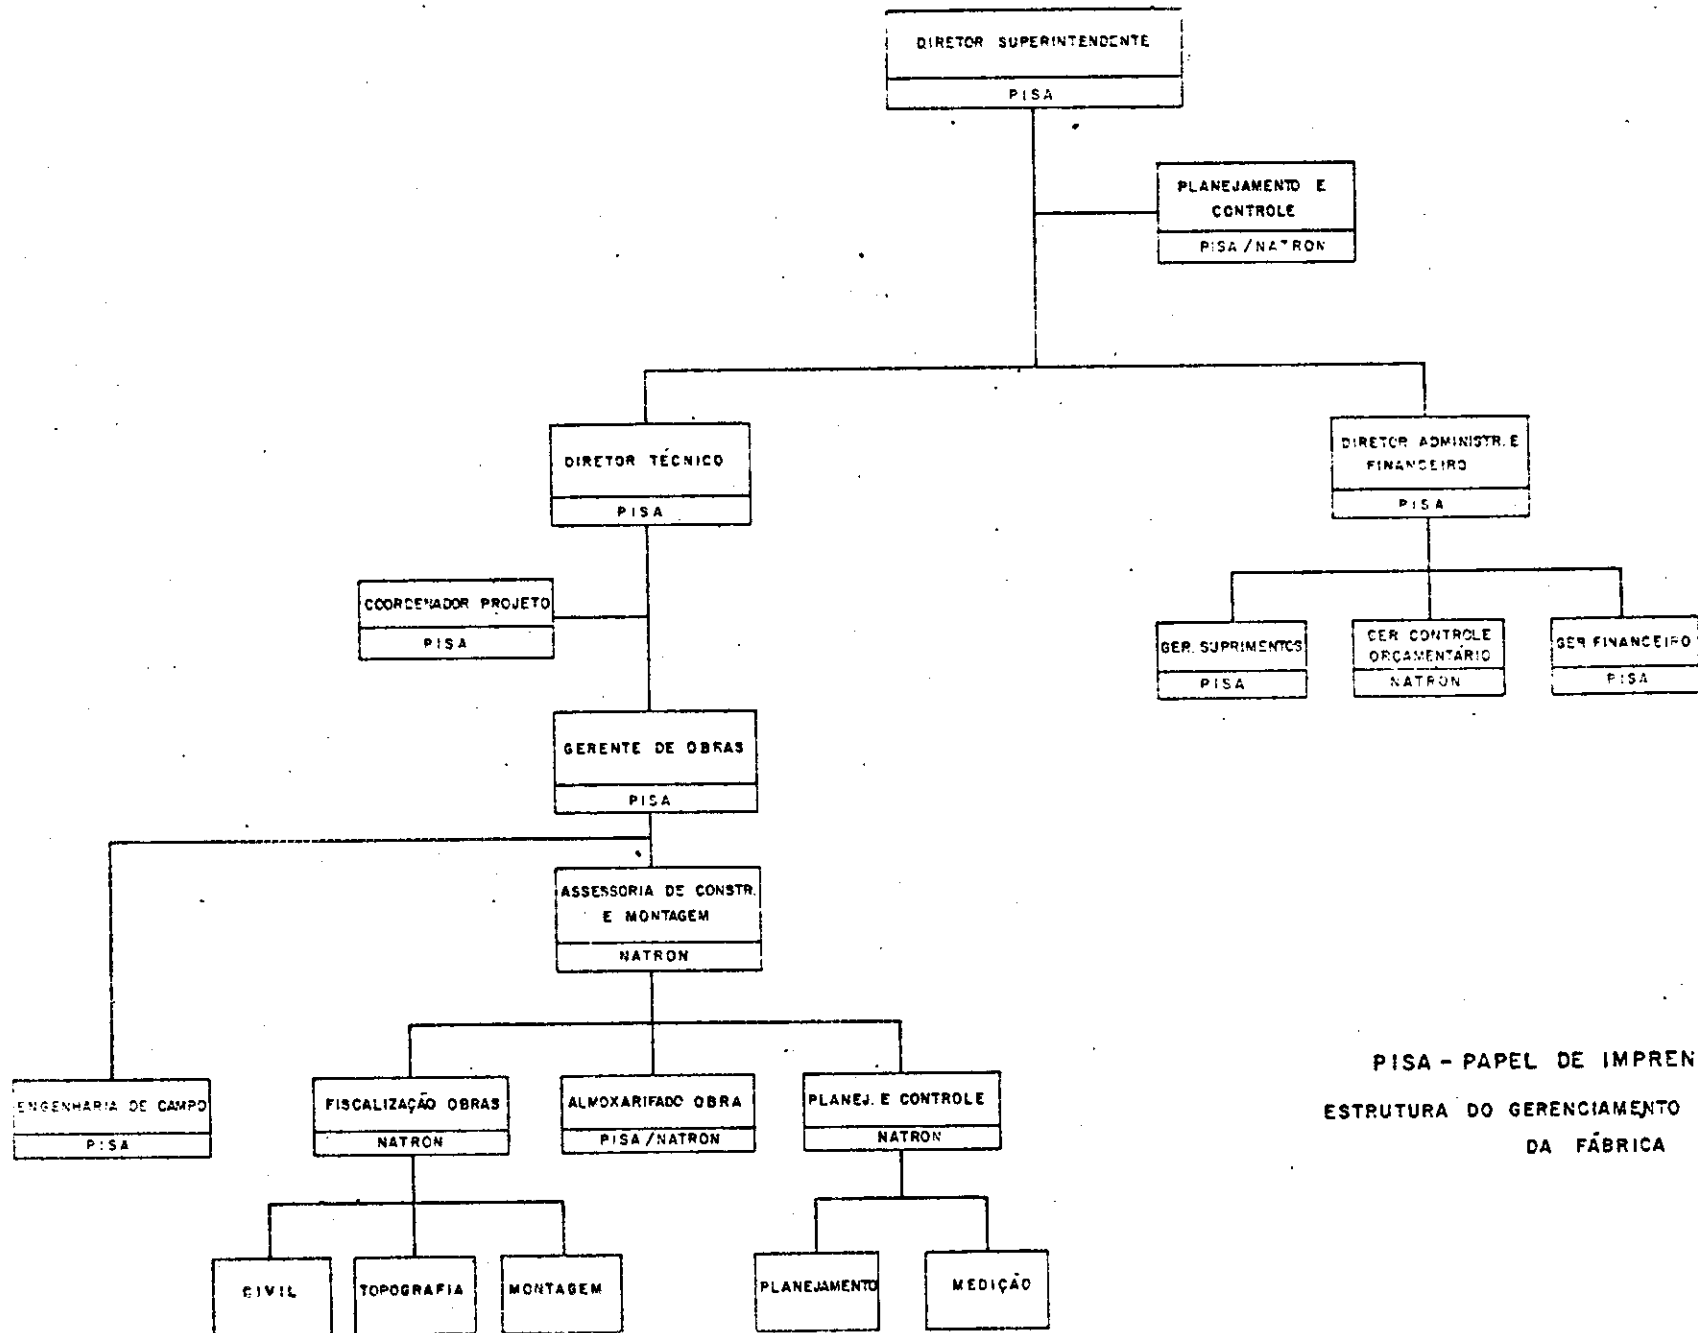 DIRETOR SUPERINTENDENTE
PISA
PLANEJAMENTO E
CONTROLE
PISA/NATRON
DIRETOR TÉCNICO
PISA
DIRETOR ADMINISTR. E
FINANCEIRO
PISA
COORDENADOR PROJETO
PISA
GER. SUPRIMENTOS
PISA
GER CONTROLE
ORÇAMENTÁRIO
NATRON
GER FINANCEIRO
PISA
GERENTE DE OBRAS
PISA
ASSESSORIA DE CONSTR.
E MONTAGEM
NATRON
ENGENHARIA DE CAMPO
PISA
FISCALIZAÇÃO OBRAS
NATRON
ALMOXARIFADO OBRA
PISA/NATRON
PLANEJ. E CONTROLE
NATRON
CIVIL
TOPOGRAFIA
MONTAGEM
PLANEJAMENTO
MEDIÇÃO
PISA - PAPEL DE IMPREN
ESTRUTURA DO GERENCIAMENTO
DA FÁBRICA